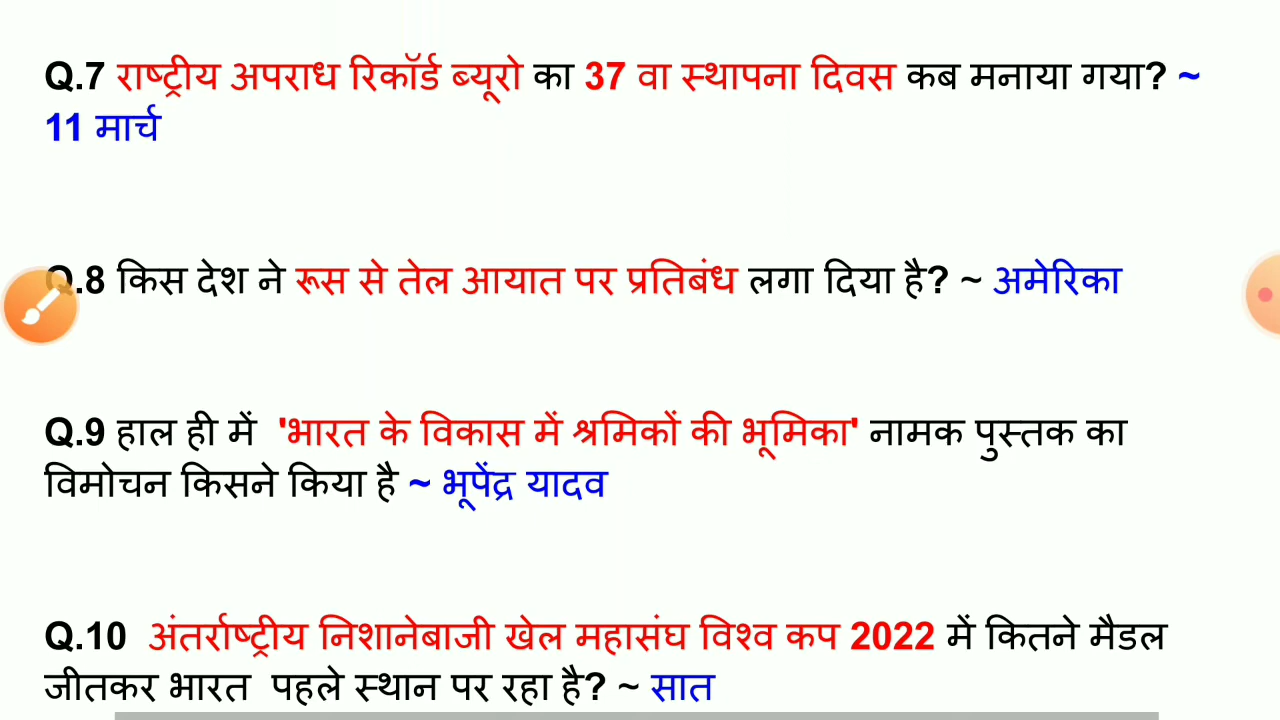 Q.7 राष्ट्रीय अपराध रिकॉर्ड ब्यूरो का 37 वा स्थापना दिवस कब मनाया गया? ~
11 मार्च
Q.8 किस देश ने रूस से तेल आयात पर प्रतिबंध लगा दिया है? ~ अमेरिका
Q.9 हाल ही में 'भारत के विकास में श्रमिकों की भूमिका' नामक पुस्तक का
विमोचन किसने किया है ~ भूपेंद्र यादव
Q.10 अंतर्राष्ट्रीय निशानेबाजी खेल महासंघ विश्व कप 2022 में कितने मैडल
जीतकर भारत पहले स्थान पर रहा है? ~ सात